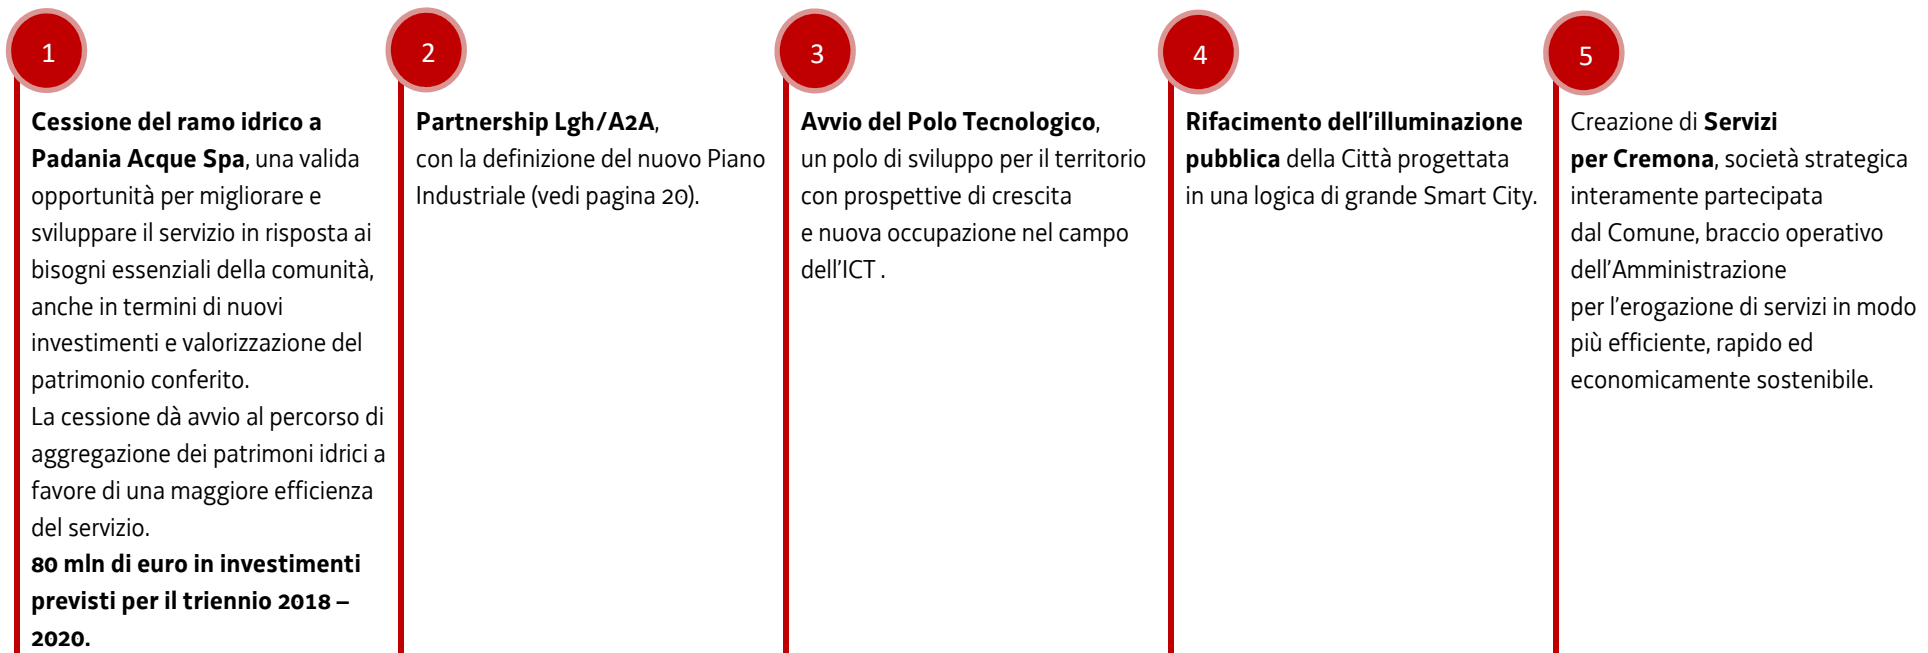 1
Cessione del ramo idrico a
Padania Acque Spa, una valida
opportunità per migliorare e
sviluppare il servizio in risposta ai
bisogni essenziali della comunità,
anche in termini di nuovi
investimenti e valorizzazione del
patrimonio conferito.
La cessione dà avvio al percorso di
aggregazione dei patrimoni idrici a
favore di una maggiore efficienza
del servizio.
80 mln di euro in investimenti
previsti per il triennio 2018 –
2020.
2
Partnership Lgh/A2A,
con la definizione del nuovo Piano
Industriale (vedi pagina 20).
3
Avvio del Polo Tecnologico,
un polo di sviluppo per il territorio
con prospettive di crescita
e nuova occupazione nel campo
dell'ICT .
4
Rifacimento dell'illuminazione
pubblica della Città progettata
in una logica di grande Smart City.
5
Creazione di Servizi
per Cremona, società strategica
interamente partecipata
dal Comune, braccio operativo
dell'Amministrazione
per l'erogazione di servizi in modo
più efficiente, rapido ed
economicamente sostenibile.